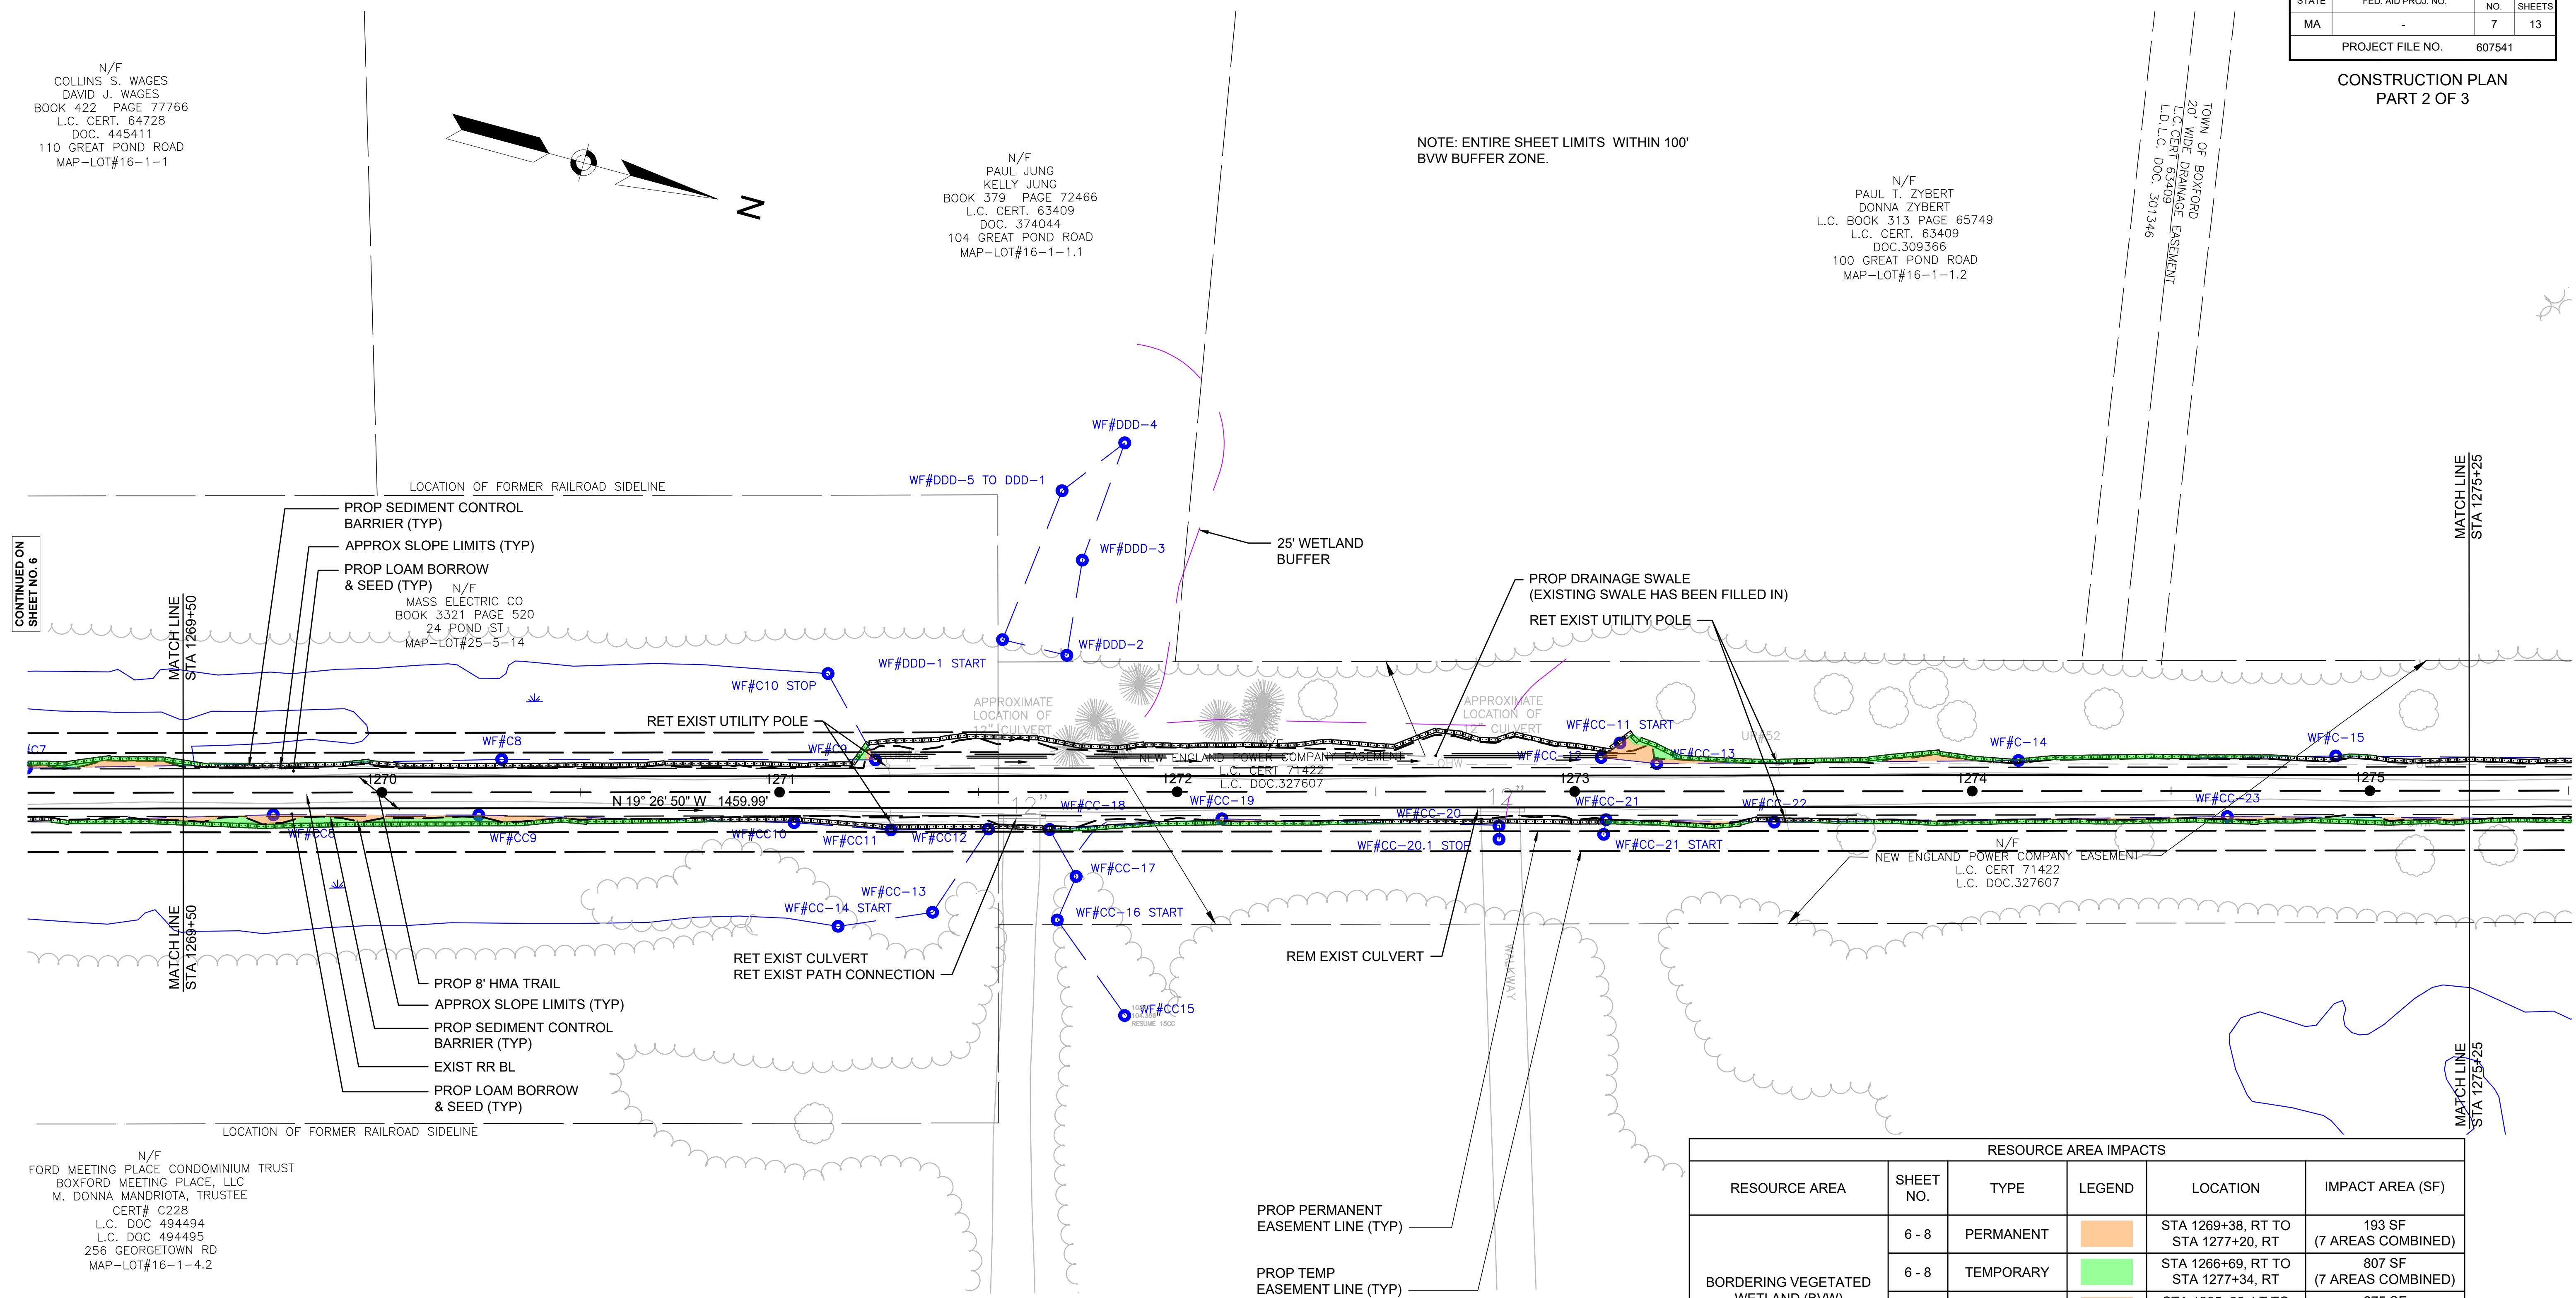 STATE FED. AID PROJ. NO. NO. SHEETS
MA - 7 13
PROJECT FILE NO. 607541
CONSTRUCTION PLAN
PART 2 OF 3
N/F
COLLINS S. WAGES
DAVID J. WAGES
BOOK 422 PAGE 77766
L.C. CERT. 64728
DOC. 445411
110 GREAT POND ROAD
MAP-LOT#16-1-1
N
N/F
PAUL JUNG
KELLY JUNG
BOOK 379 PAGE 72466
L.C. CERT. 63409
DOC. 374044
104 GREAT POND ROAD
MAP-LOT#16-1-1.1
NOTE: ENTIRE SHEET LIMITS WITHIN 100'
BVW BUFFER ZONE.
N/F
PAUL T. ZYBERT
DONNA ZYBERT
L.C. BOOK 313 PAGE 65749
L.C. CERT. 63409
DOC.309366
100 GREAT POND ROAD
MAP-LOT#16-1-1.2
TOWN OF BOXFORD
20' WIDE DRAINAGE EASEMENT
L.C. CERT 63409
L.D.L.C. DOC. 301346
WF#DDD-4
WF#DDD-5 TO DDD-1
WF#DDD-3
WF#DDD-2
WF#DDD-1 START
25' WETLAND
BUFFER
LOCATION OF FORMER RAILROAD SIDELINE
PROP SEDIMENT CONTROL
BARRIER (TYP)
APPROX SLOPE LIMITS (TYP)
PROP LOAM BORROW
& SEED (TYP)
N/F
MASS ELECTRIC CO
BOOK 3321 PAGE 520
24 POND ST
MAP-LOT#25-5-14
CONTINUED ON
SHEET NO. 6
MATCH LINE
STA 1269+50
MATCH LINE
STA 1275+25
PROP DRAINAGE SWALE
(EXISTING SWALE HAS BEEN FILLED IN)
RET EXIST UTILITY POLE
WF#C10 STOP
RET EXIST UTILITY POLE
APPROXIMATE
LOCATION OF
12" CULVERT
APPROXIMATE
LOCATION OF
12" CULVERT
WF#CC-11 START
WF#CC-12
WF#CC-13
UP#52
WF#C-14
WF#C-15
#C7
WF#C8
WF#C9
N/F
NEW ENGLAND POWER COMPANY EASEMENT
L.C. CERT 71422
L.C. DOC.327607
OHW
1270
1271
1272
1273
1274
1275
N 19° 26' 50" W 1459.99'
12"
12"
WF#CC8
WF#CC9
WF#CC10
WF#CC11
WF#CC12
WF#CC-18
WF#CC-19
WF#CC-20
WF#CC-21
WF#CC-22
WF#CC-23
WF#CC-20.1 STOP
WF#CC-21 START
WF#CC-17
WF#CC-13
WF#CC-14 START
WF#CC-16 START
WF#CC15
RESUME 15CC
N/F
NEW ENGLAND POWER COMPANY EASEMENT
L.C. CERT 71422
L.C. DOC.327607
MATCH LINE
STA 1269+50
RET EXIST CULVERT
RET EXIST PATH CONNECTION
REM EXIST CULVERT
WALKWAY
PROP 8' HMA TRAIL
APPROX SLOPE LIMITS (TYP)
PROP SEDIMENT CONTROL
BARRIER (TYP)
EXIST RR BL
PROP LOAM BORROW
& SEED (TYP)
MATCH LINE
STA 1275+25
LOCATION OF FORMER RAILROAD SIDELINE
N/F
FORD MEETING PLACE CONDOMINIUM TRUST
BOXFORD MEETING PLACE, LLC
M. DONNA MANDRIOTA, TRUSTEE
CERT# C228
L.C. DOC 494494
L.C. DOC 494495
256 GEORGETOWN RD
MAP-LOT#16-1-4.2
PROP PERMANENT
EASEMENT LINE (TYP)
PROP TEMP
EASEMENT LINE (TYP)
RESOURCE AREA IMPACTS
RESOURCE AREA SHEET NO. TYPE LEGEND LOCATION IMPACT AREA (SF)
6 - 8 PERMANENT STA 1269+38, RT TO STA 1277+20, RT 193 SF (7 AREAS COMBINED)
6 - 8 TEMPORARY STA 1266+69, RT TO STA 1277+34, RT 807 SF (7 AREAS COMBINED)
BORDERING VEGETATED
WETLAND (BVW)